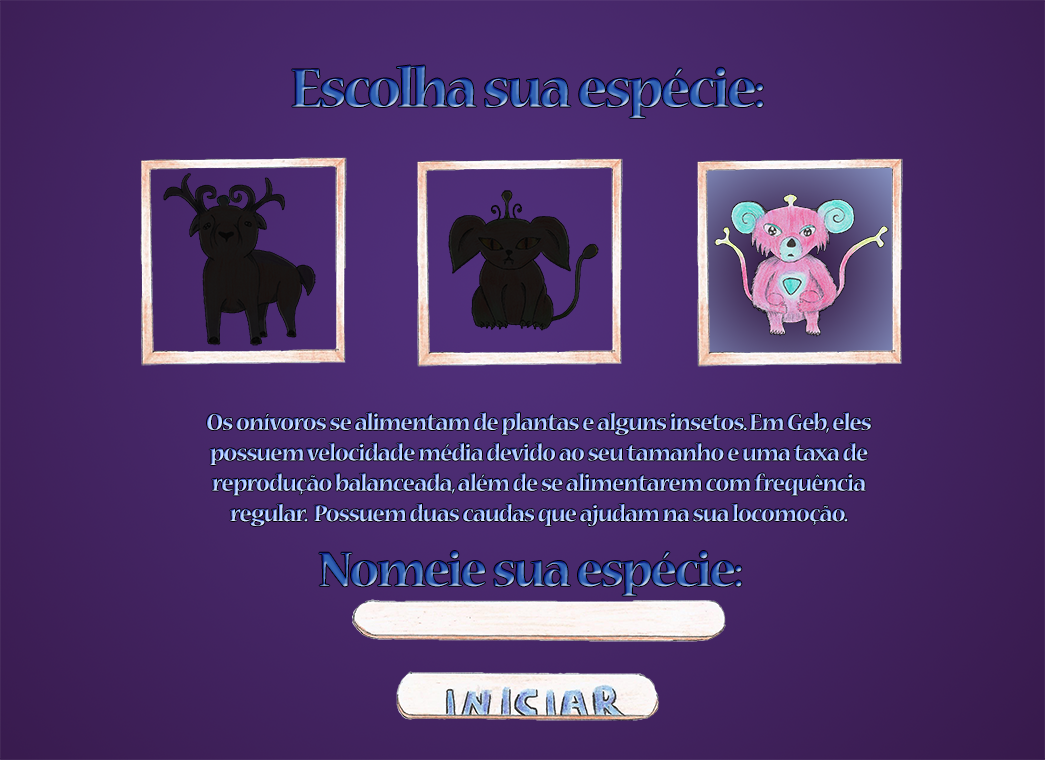 Escolha sua espécie:
Os onívoros se alimentam de plantas e alguns insetos. Em Geb, eles
possuem velocidade média devido ao seu tamanho e uma taxa de
reprodução balanceada, além de se alimentarem com frequência
regular. Possuem duas caudas que ajudam na sua locomoção.
Nomeie sua espécie:
INICIAR